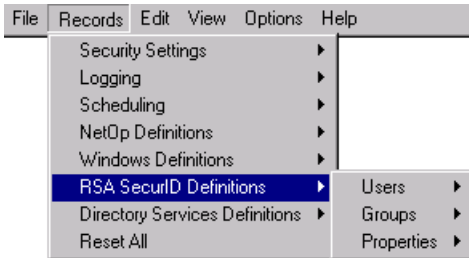 File Records Edit View Options Help
Security Settings
Logging
Scheduling
NetOp Definitions
Windows Definitions
RSA SecurID Definitions Users
Directory Services Definitions Groups
Reset All Properties